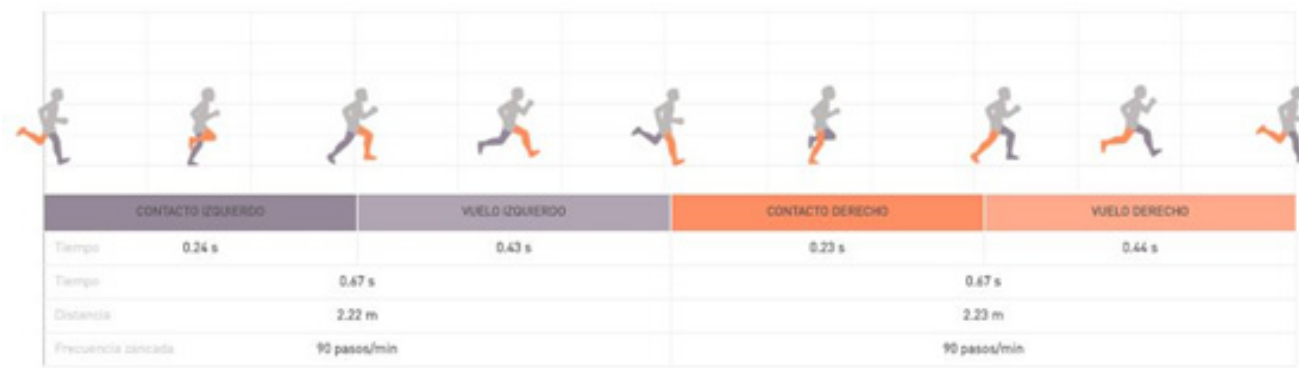 CONTACTO IZQUIERDO VUELO IZQUIERDO CONTACTO DERECHO VUELO DERECHO
Tiempo 0.24 s 0.43 s 0.23 s 0.44 s
Tiempo 0.67 s 0.67 s
Distancia 2.22 m 2.23 m
Frecuencia zancada 90 pasos/min 90 pasos/min